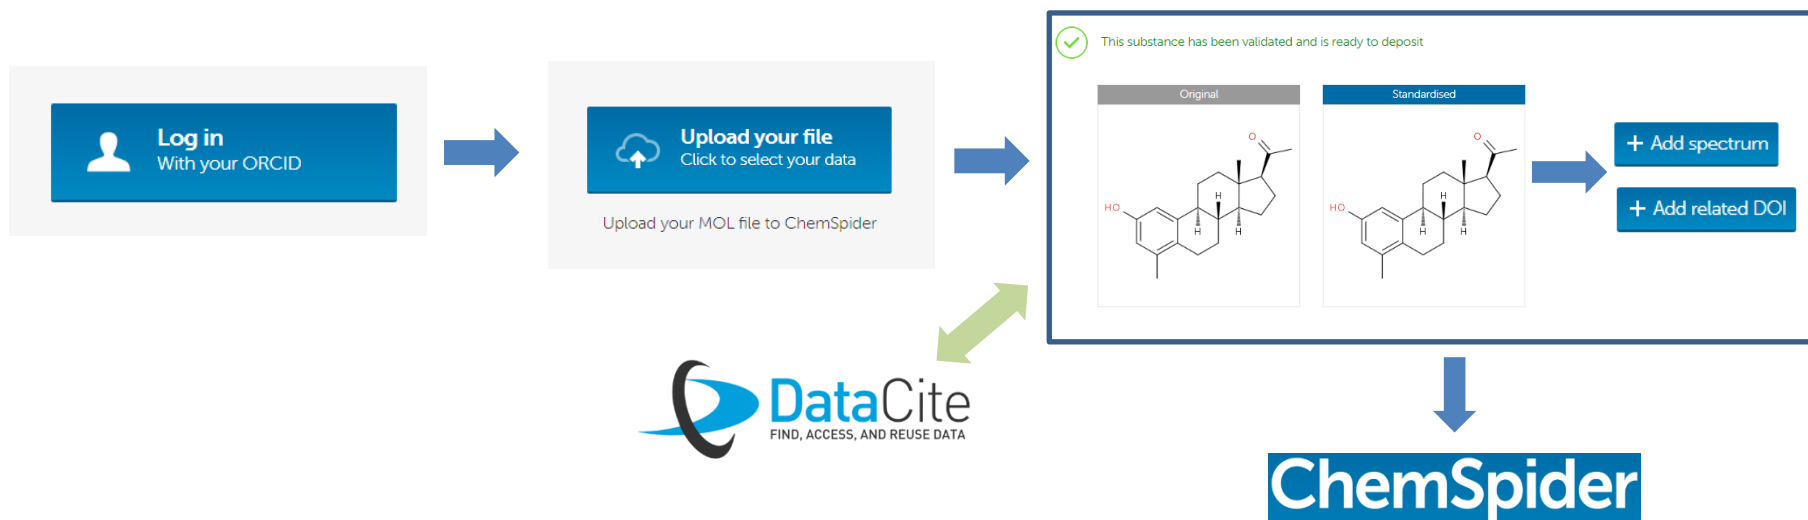 Log in
With your ORCID
Upload your file
Click to select your data
Upload your MOL file to ChemSpider
This substance has been validated and is ready to deposit
Original
Standardised
O
HO
H
H
H
O
HO
H
H
H
+ Add spectrum
+ Add related DOI
DataCite
FIND, ACCESS, AND REUSE DATA
ChemSpider